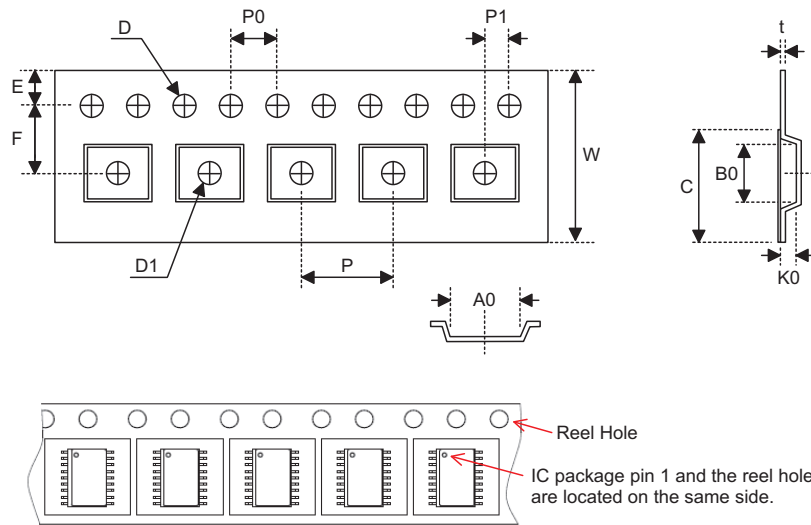 D
P0
P1
t
E
F
W
C
B0
D1
P
K0
A0
Reel Hole
IC package pin 1 and the reel hole
are located on the same side.